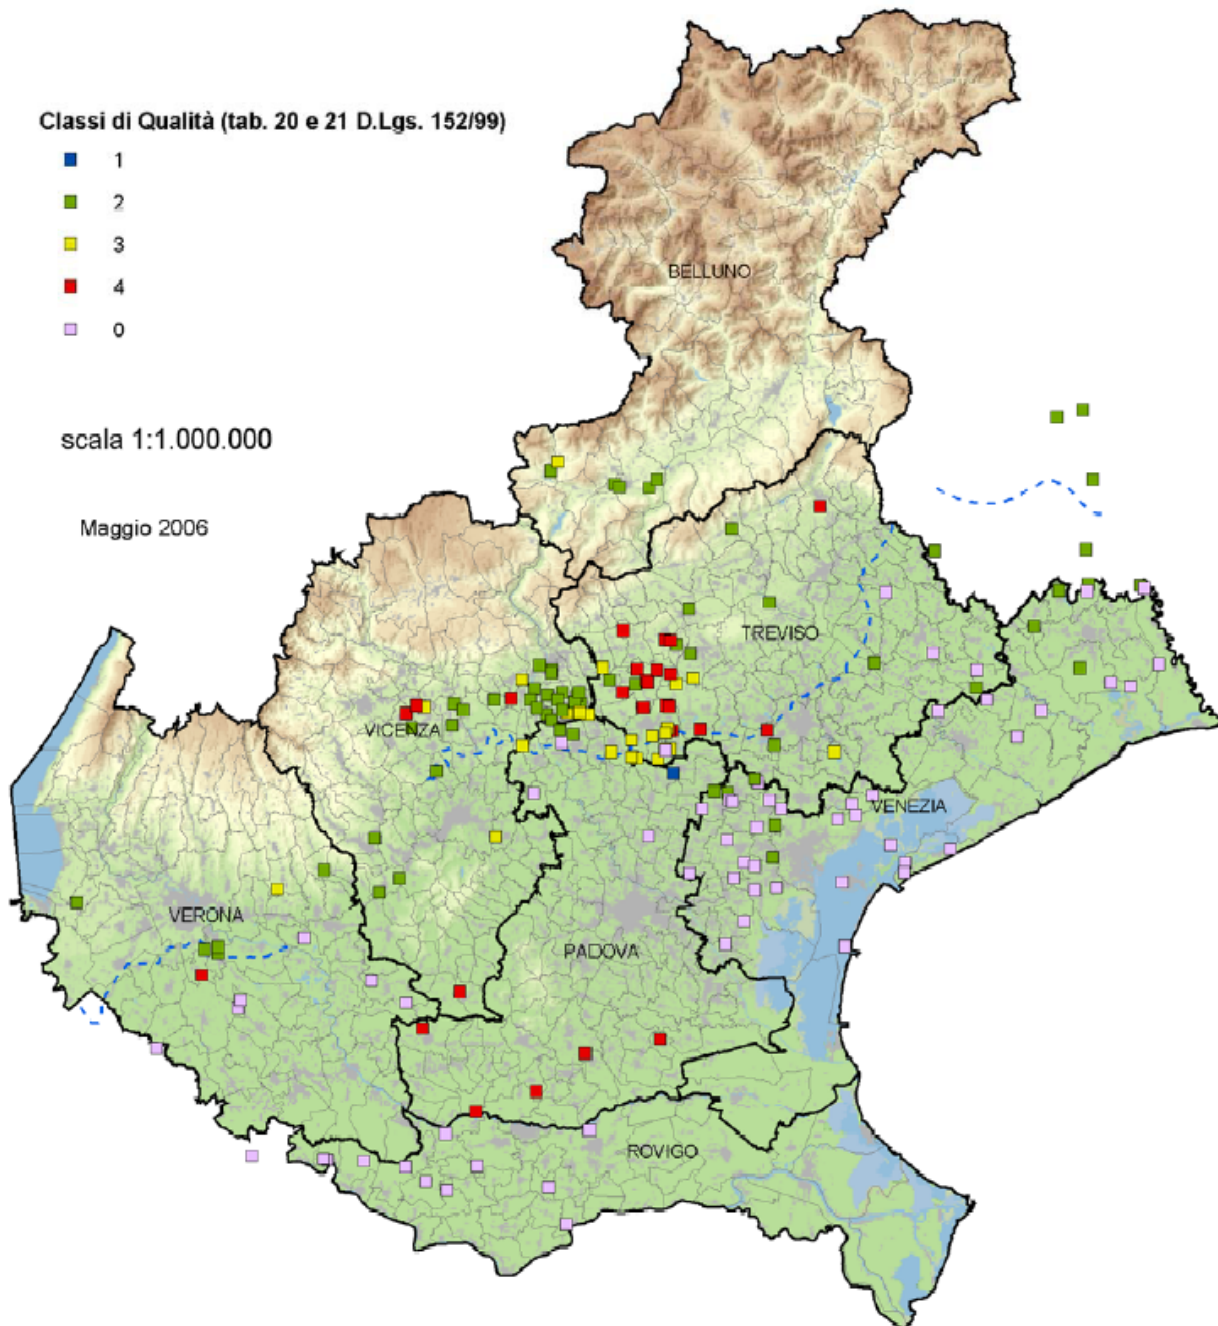 Classi di Qualità (tab. 20 e 21 D.Lgs. 152/99)
1
2
3
4
0
scala 1:1.000.000
Maggio 2006
BELLUNO
TREVISO
VICENZA
VENEZIA
VERONA
PADOVA
ROVIGO